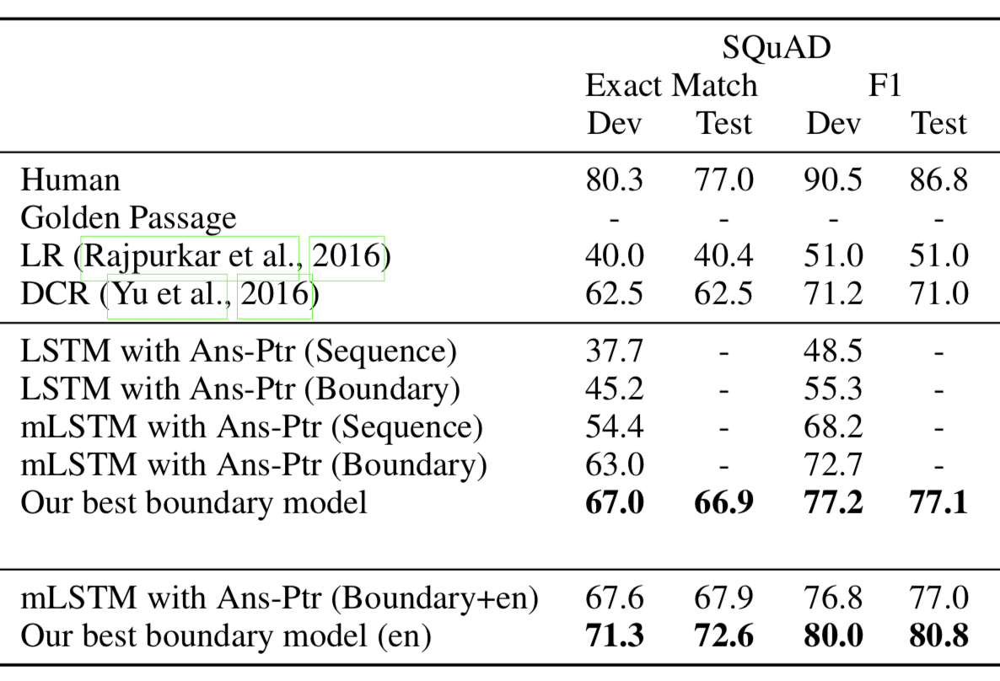 SQuAD
Exact Match F1
Dev Test Dev Test
Human 80.3 77.0 90.5 86.8
Golden Passage - - - -
LR (Rajpurkar et al., 2016) 40.0 40.4 51.0 51.0
DCR (Yu et al., 2016) 62.5 62.5 71.2 71.0
LSTM with Ans-Ptr (Sequence) 37.7 - 48.5 -
LSTM with Ans-Ptr (Boundary) 45.2 - 55.3 -
mLSTM with Ans-Ptr (Sequence) 54.4 - 68.2 -
mLSTM with Ans-Ptr (Boundary) 63.0 - 72.7 -
Our best boundary model 67.0 66.9 77.2 77.1
mLSTM with Ans-Ptr (Boundary+en) 67.6 67.9 76.8 77.0
Our best boundary model (en) 71.3 72.6 80.0 80.8